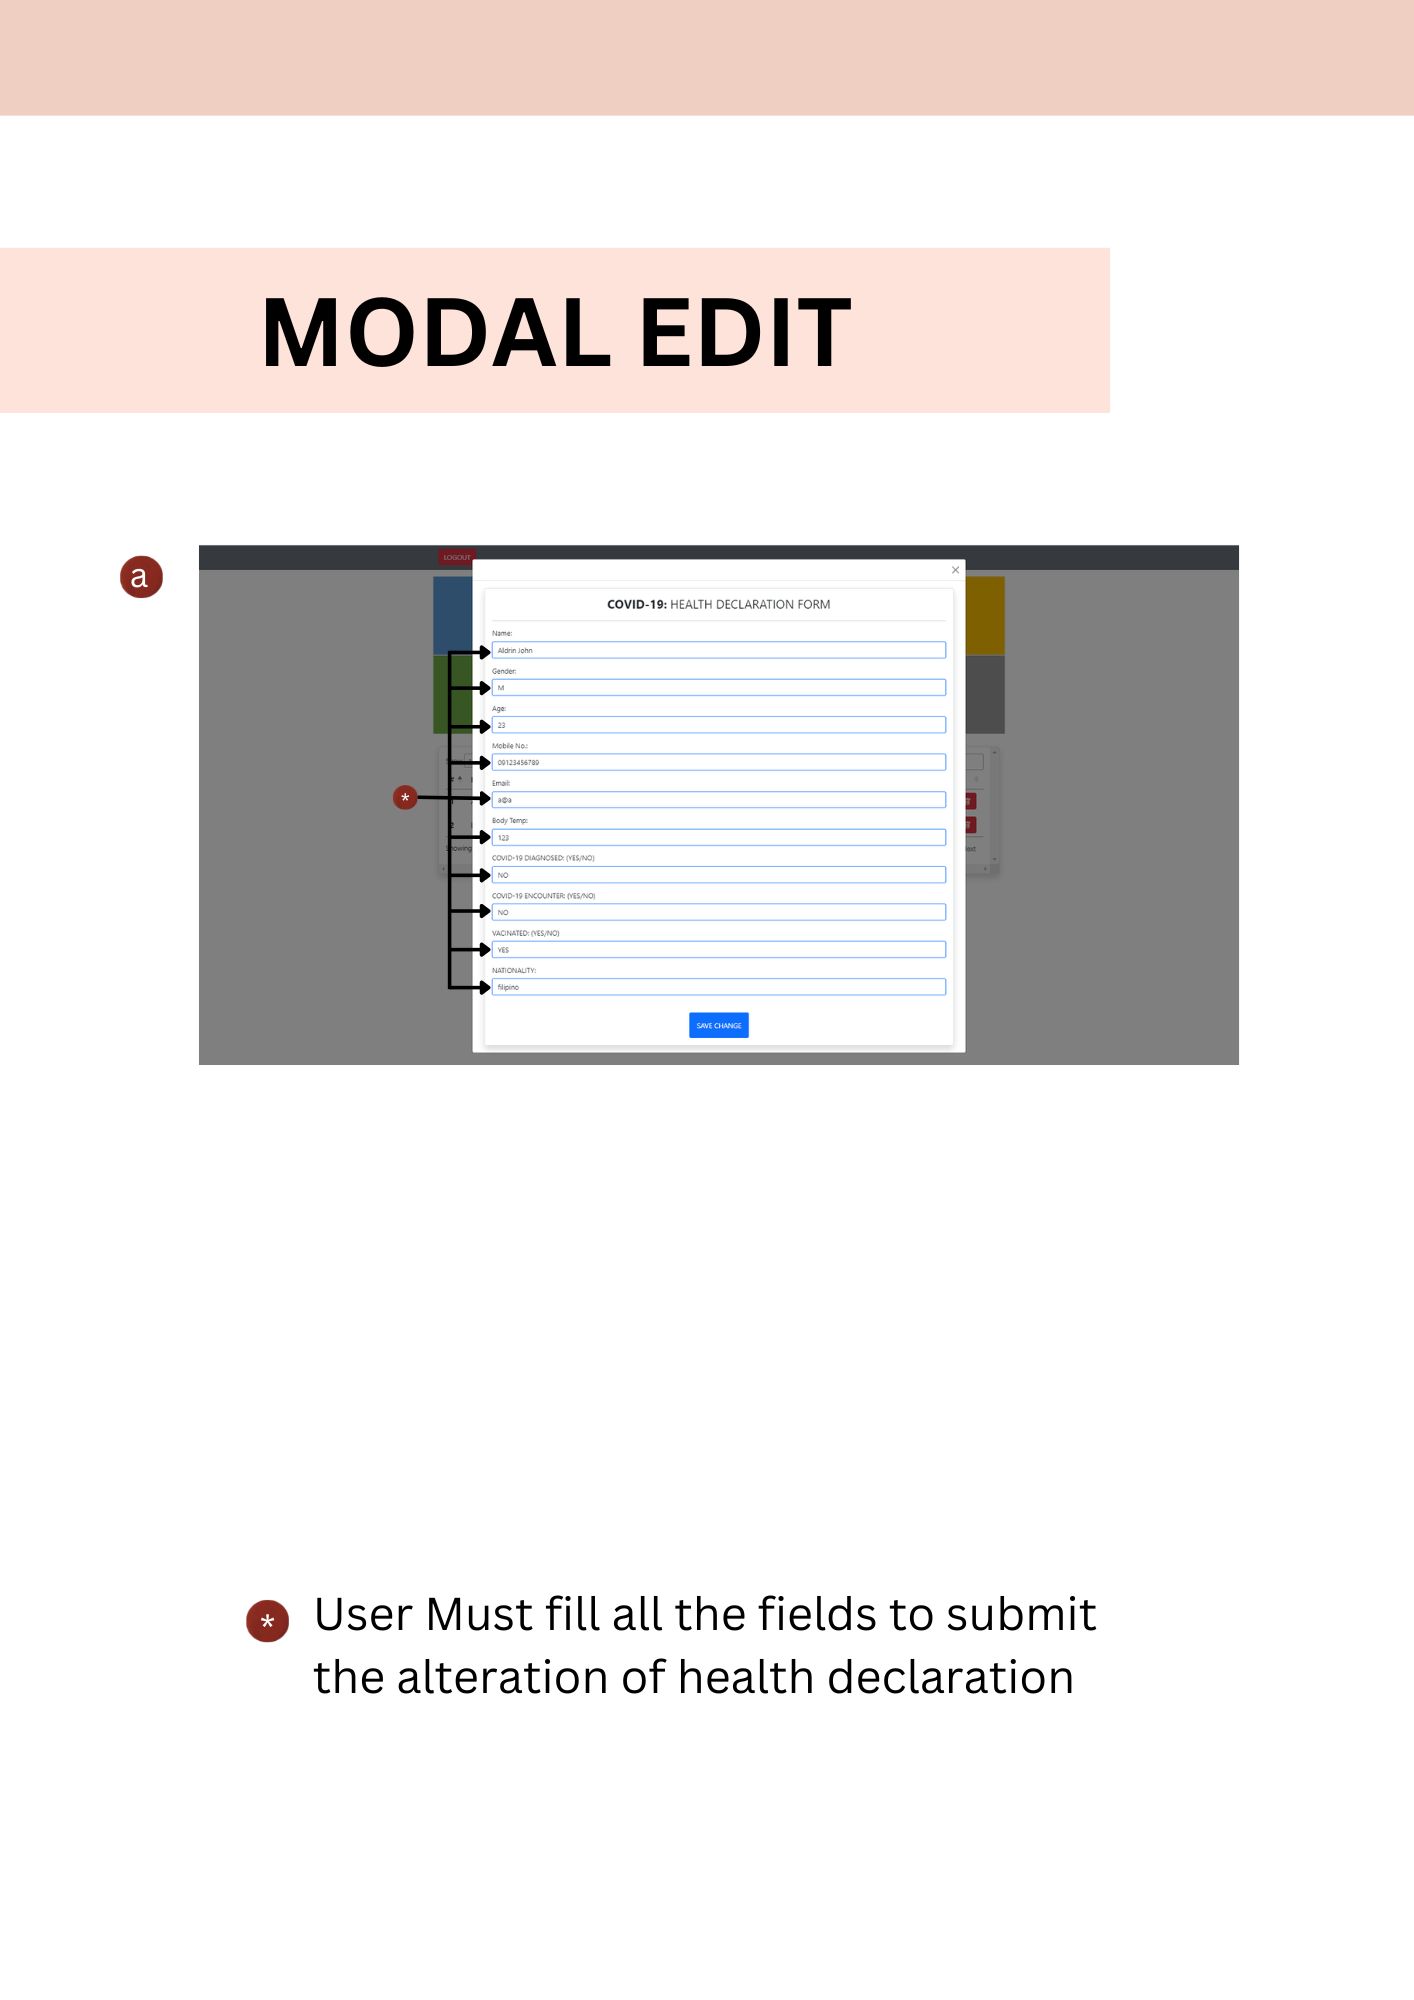 MODAL EDIT
a
LOGOUT
×
COVID-19: HEALTH DECLARATION FORM
Name:
Aldrin John
Gender:
M
Age:
23
Mobile No.:
09123456789
Email:
* a@a
Body Temp:
123
COVID-19 DIAGNOSED: (YES/NO)
NO
COVID-19 ENCOUNTER: (YES/NO)
NO
VACINATED: (YES/NO)
YES
NATIONALITY:
filipino
SAVE CHANGE
* User Must fill all the fields to submit
the alteration of health declaration